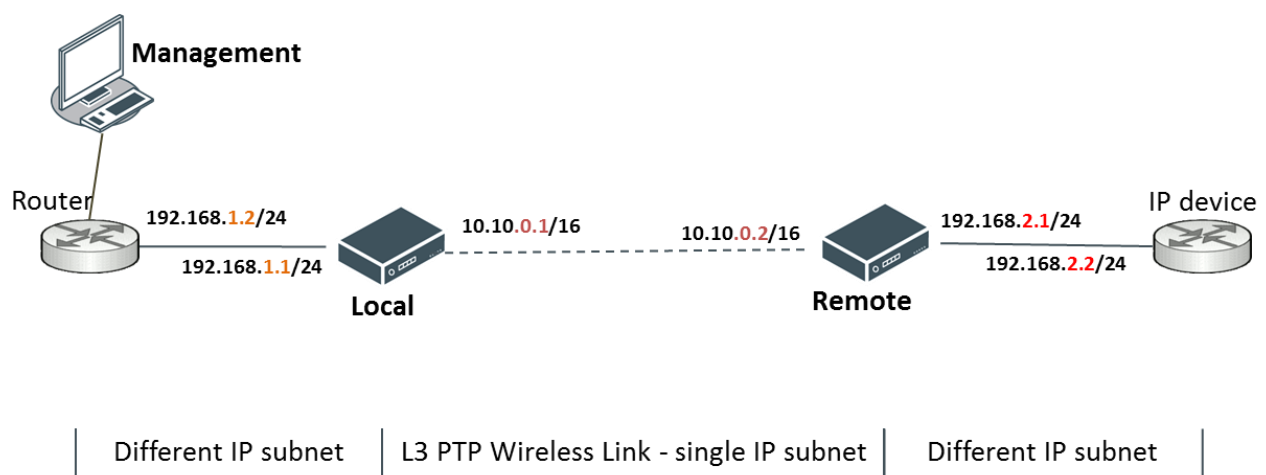 Management
Router
192.168.1.2/24
192.168.1.1/24
Local
10.10.0.1/16
10.10.0.2/16
Remote
192.168.2.1/24
192.168.2.2/24
IP device
Different IP subnet
L3 PTP Wireless Link - single IP subnet
Different IP subnet